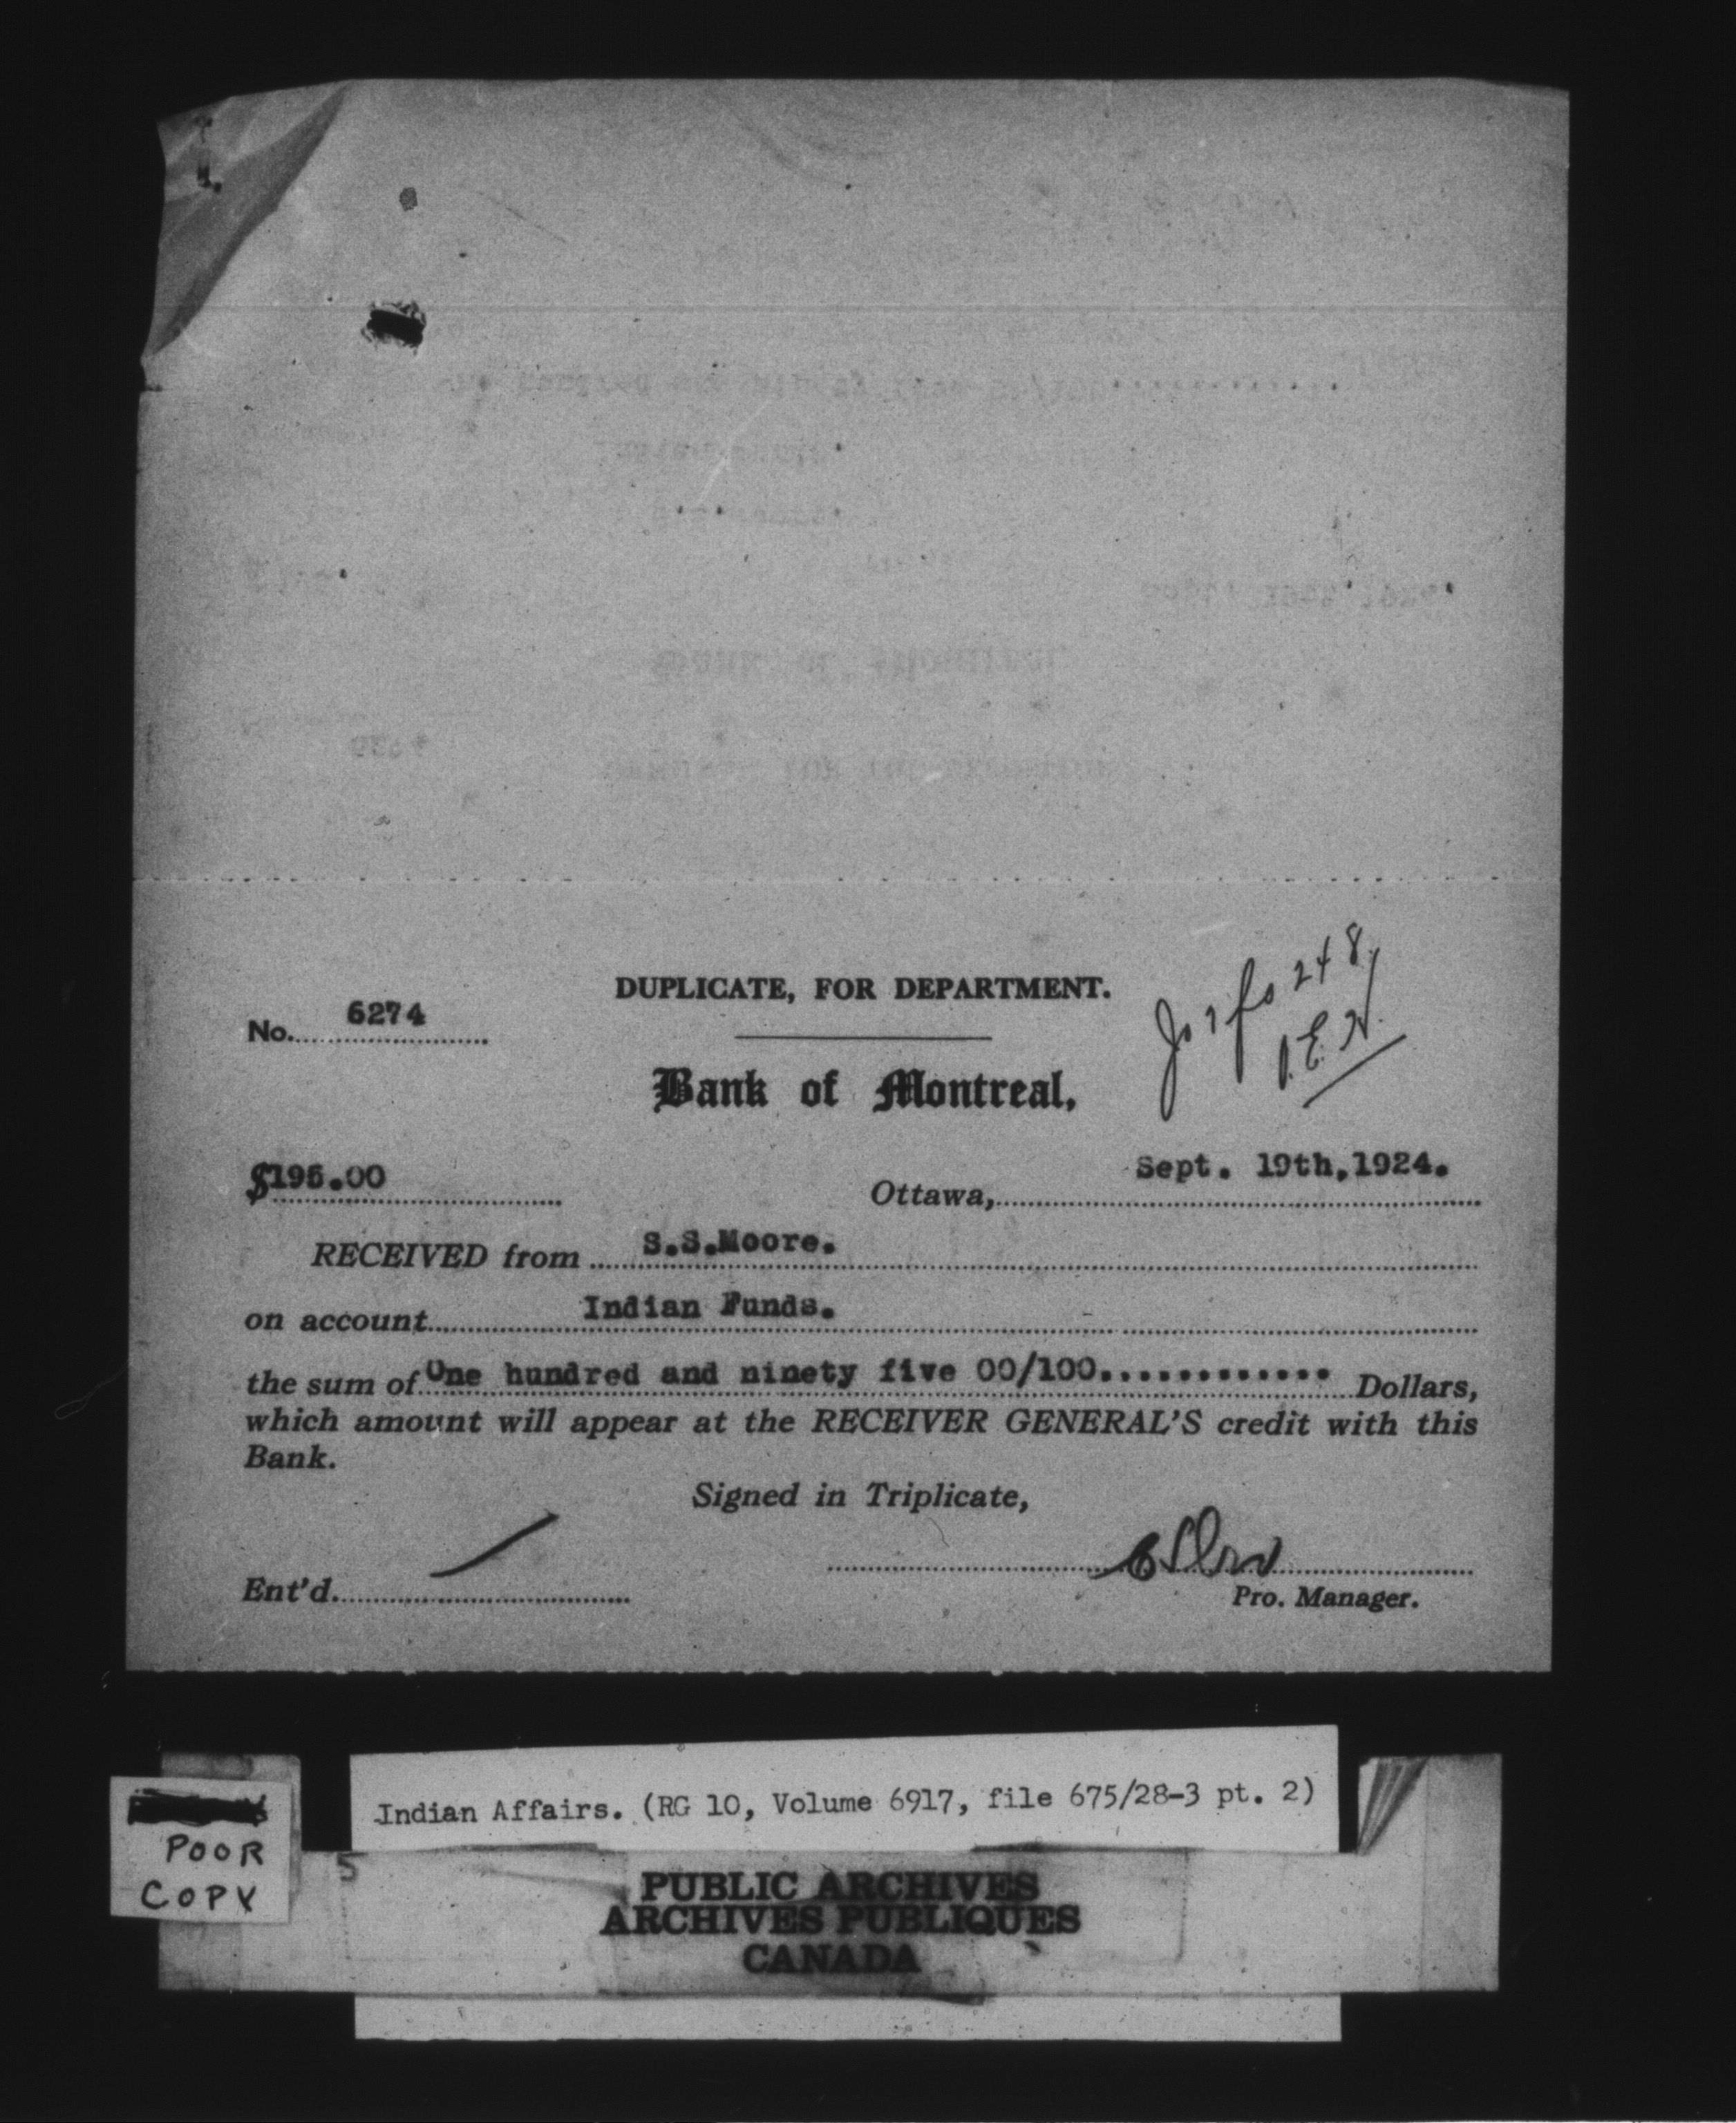 DUPLICATE, FOR DEPARTMENT.
No. 6274
248
Bank of Montreal.
$195.00
Ottawa, Sept. 19th, 1924.
RECEIVED from S.S.Moore.
on account Indian Funds.
the sum of One hundred and ninety five 00/100............ Dollars,
which amount will appear at the RECEIVER GENERAL'S credit with this
Bank.
Signed in Triplicate,
Ent'd.
Pro. Manager.
Indian Affairs. (RG 10, Volume 6917, file 675/28-3 pt. 2)
POOR
COPY
5
PUBLIC ARCHIVES
ARCHIVES PUBLIQUES
CANADA